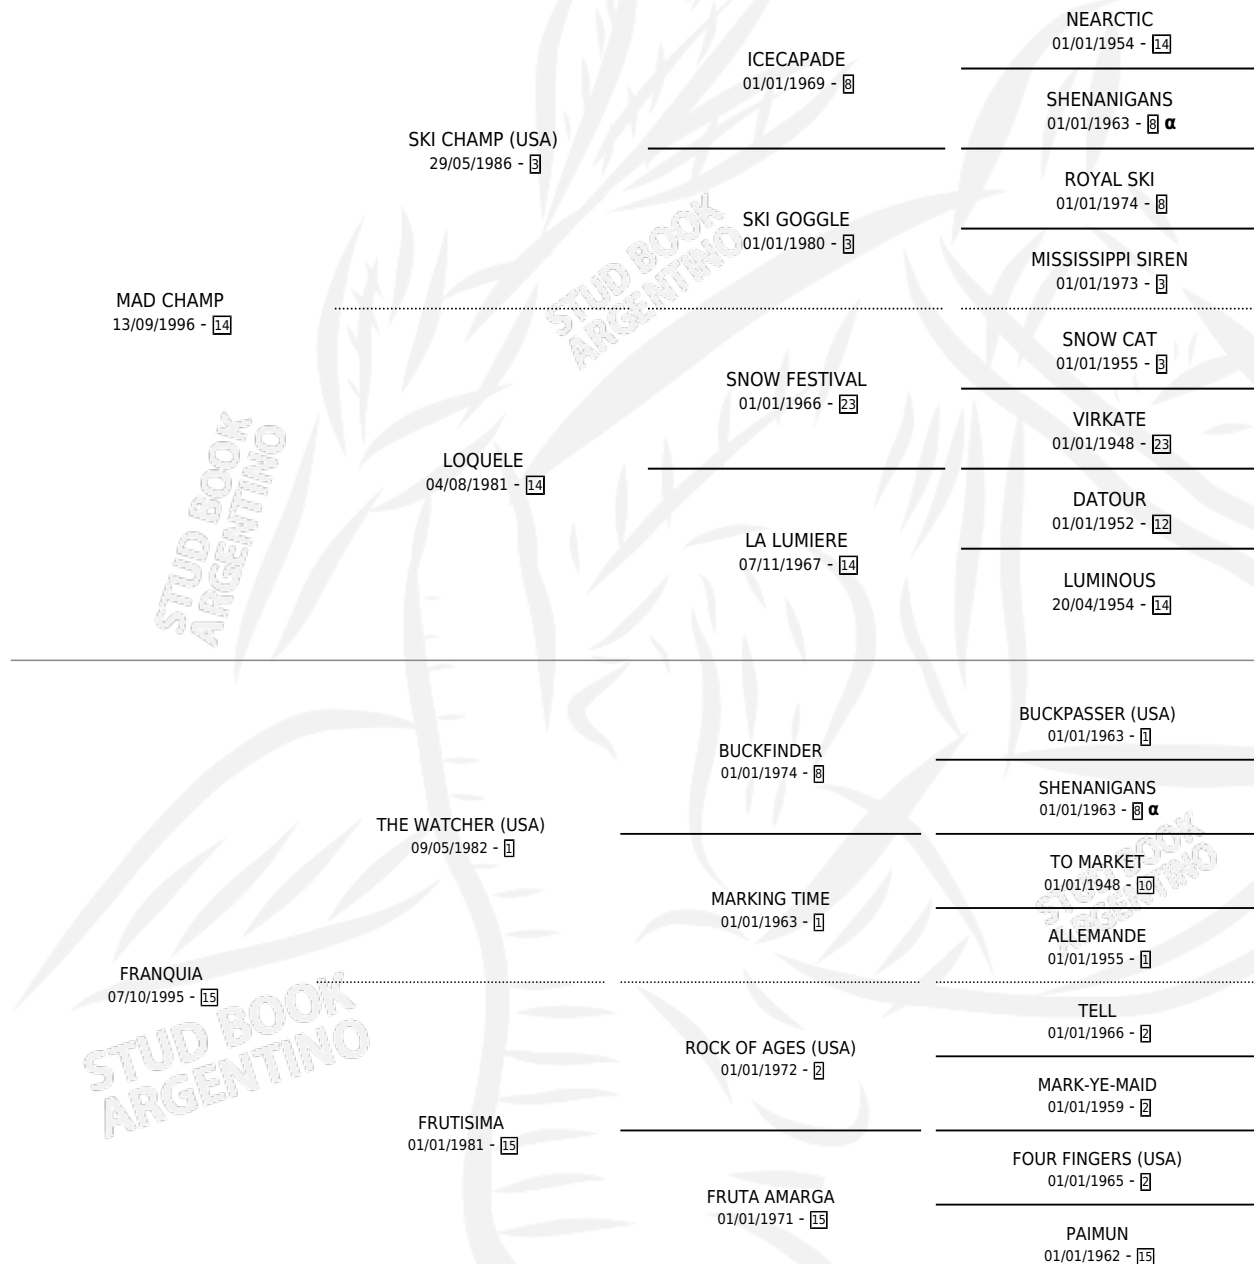 NEARCTIC
01/01/1954 - 14
ICECAPADE
01/01/1969 - 8
SHENANIGANS
01/01/1963 - 8 α
SKI CHAMP (USA)
29/05/1986 - 3
ROYAL SKI
01/01/1974 - 8
SKI GOGGLE
01/01/1980 - 3
MISSISSIPPI SIREN
01/01/1973 - 3
MAD CHAMP
13/09/1996 - 14
SNOW CAT
01/01/1955 - 3
SNOW FESTIVAL
01/01/1966 - 23
VIRKATE
01/01/1948 - 23
LOQUELE
04/08/1981 - 14
DATOUR
01/01/1952 - 12
LA LUMIERE
07/11/1967 - 14
LUMINOUS
20/04/1954 - 14
BUCKPASSER (USA)
01/01/1963 - 1
BUCKFINDER
01/01/1974 - 8
SHENANIGANS
01/01/1963 - 8 α
THE WATCHER (USA)
09/05/1982 - 1
TO MARKET
01/01/1948 - 10
MARKING TIME
01/01/1963 - 1
ALLEMANDE
01/01/1955 - 1
FRANQUIA
07/10/1995 - 15
TELL
01/01/1966 - 2
ROCK OF AGES (USA)
01/01/1972 - 2
MARK-YE-MAID
01/01/1959 - 2
FRUTISIMA
01/01/1981 - 15
FOUR FINGERS (USA)
01/01/1965 - 2
FRUTA AMARGA
01/01/1971 - 15
PAIMUN
01/01/1962 - 15
STUD BOOK
ARGENTINO
STUD BOOK
ARGENTINO
STUD BOOK
ARGENTINO
STUD BOOK
ARGENTINO